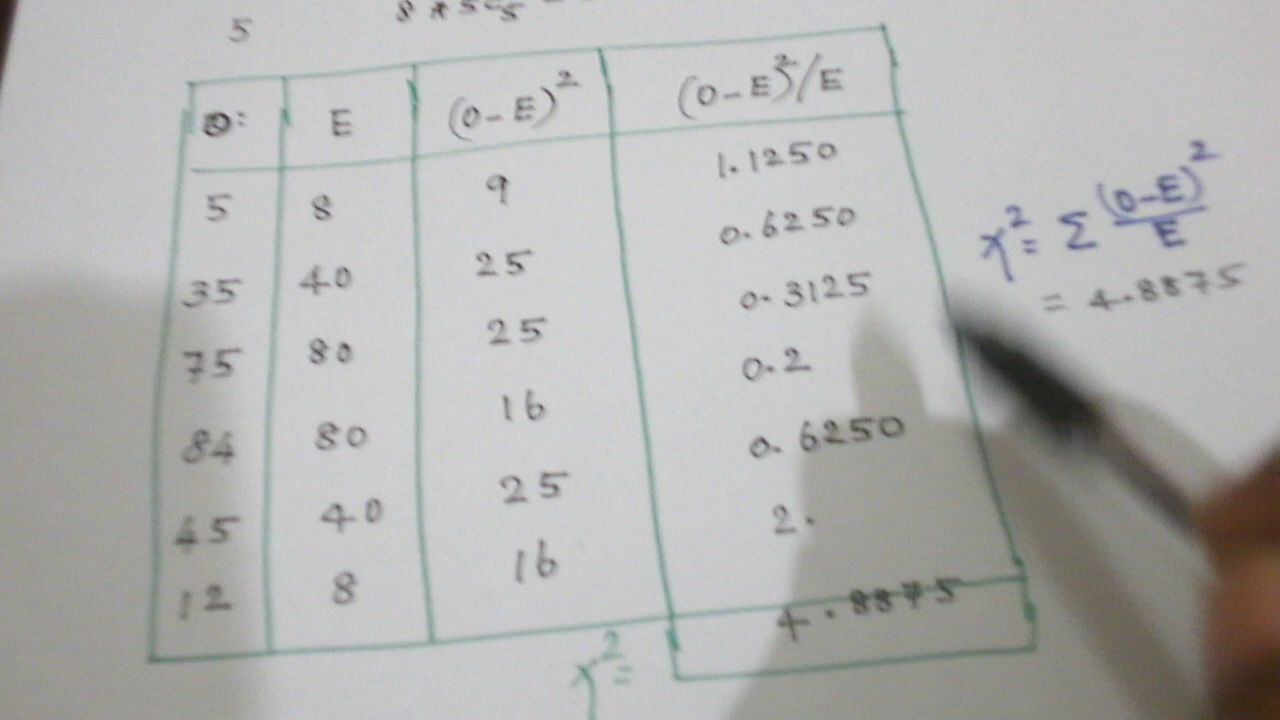 5
O: E (O-E)² (O-E)²/E
5 8 9 1.1250
35 40 25 0.6250
75 80 25 0.3125
84 80 16 0.2
45 40 25 0.6250
12 8 16 2.
χ²= 4.8875
χ²= Σ (O-E)²/E
= 4.8875